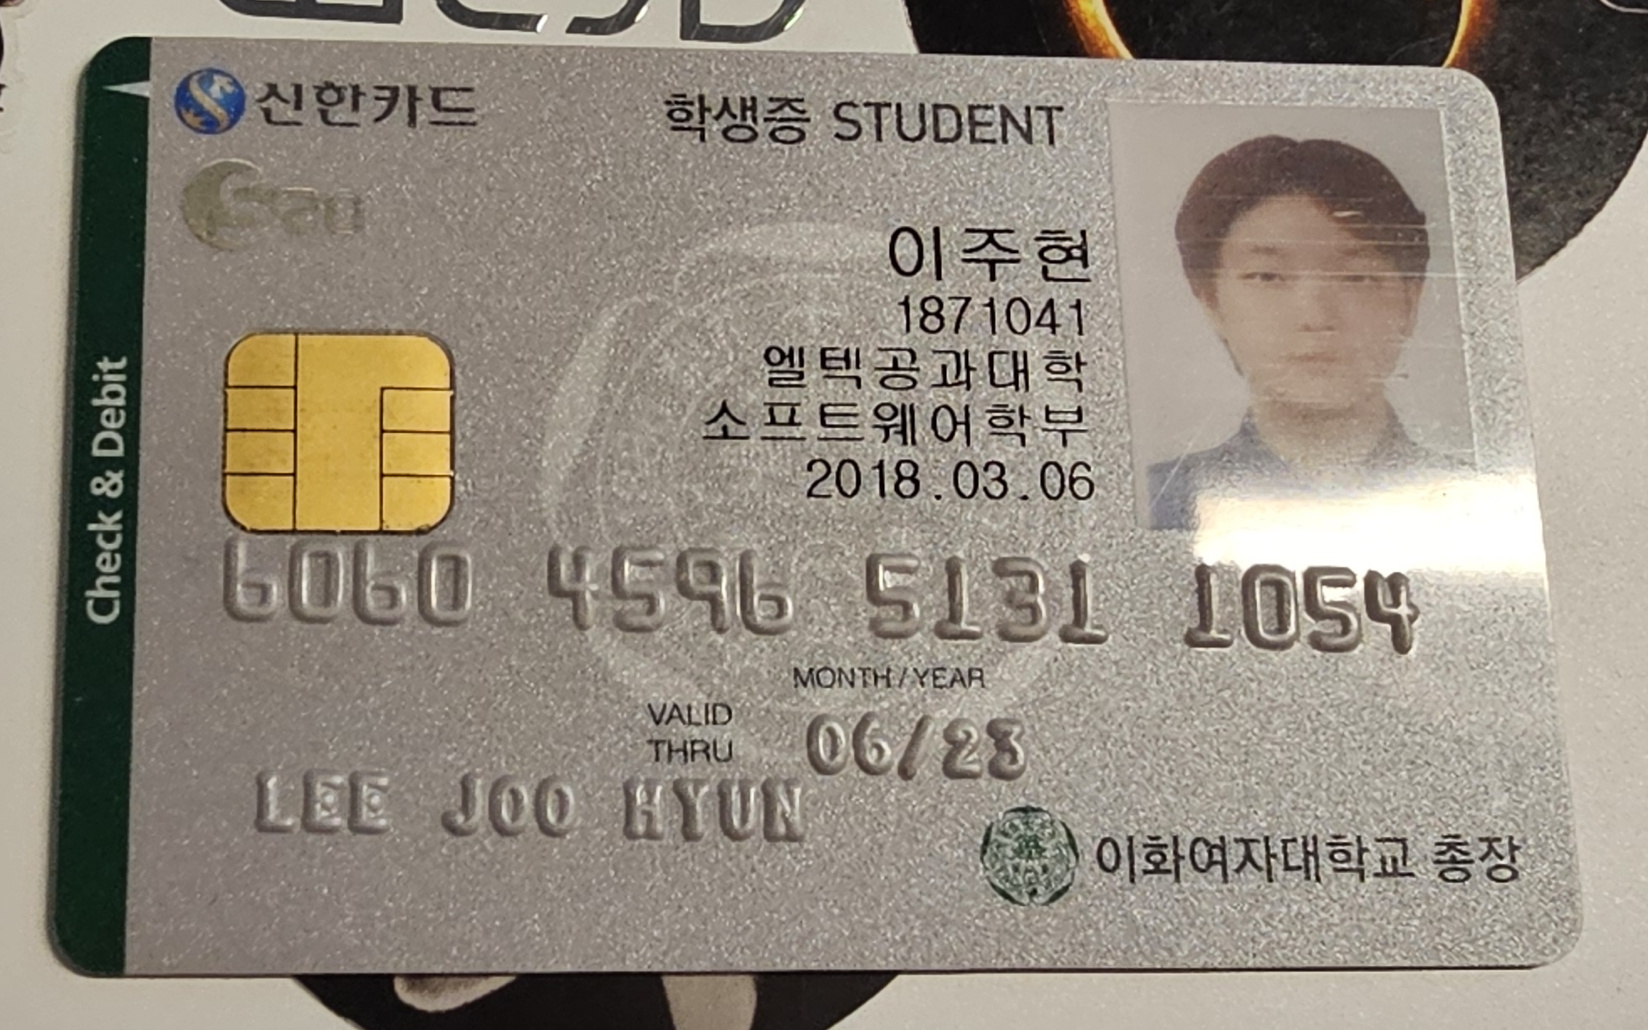 신한카드
학생증 STUDENT
이주현
1871041
엘텍공과대학
소프트웨어학부
2018.03.06
Check & Debit
6060 4596 5131 1054
MONTH/YEAR
VALID
THRU
06/23
LEE JOO HYUN
이화여자대학교 총장